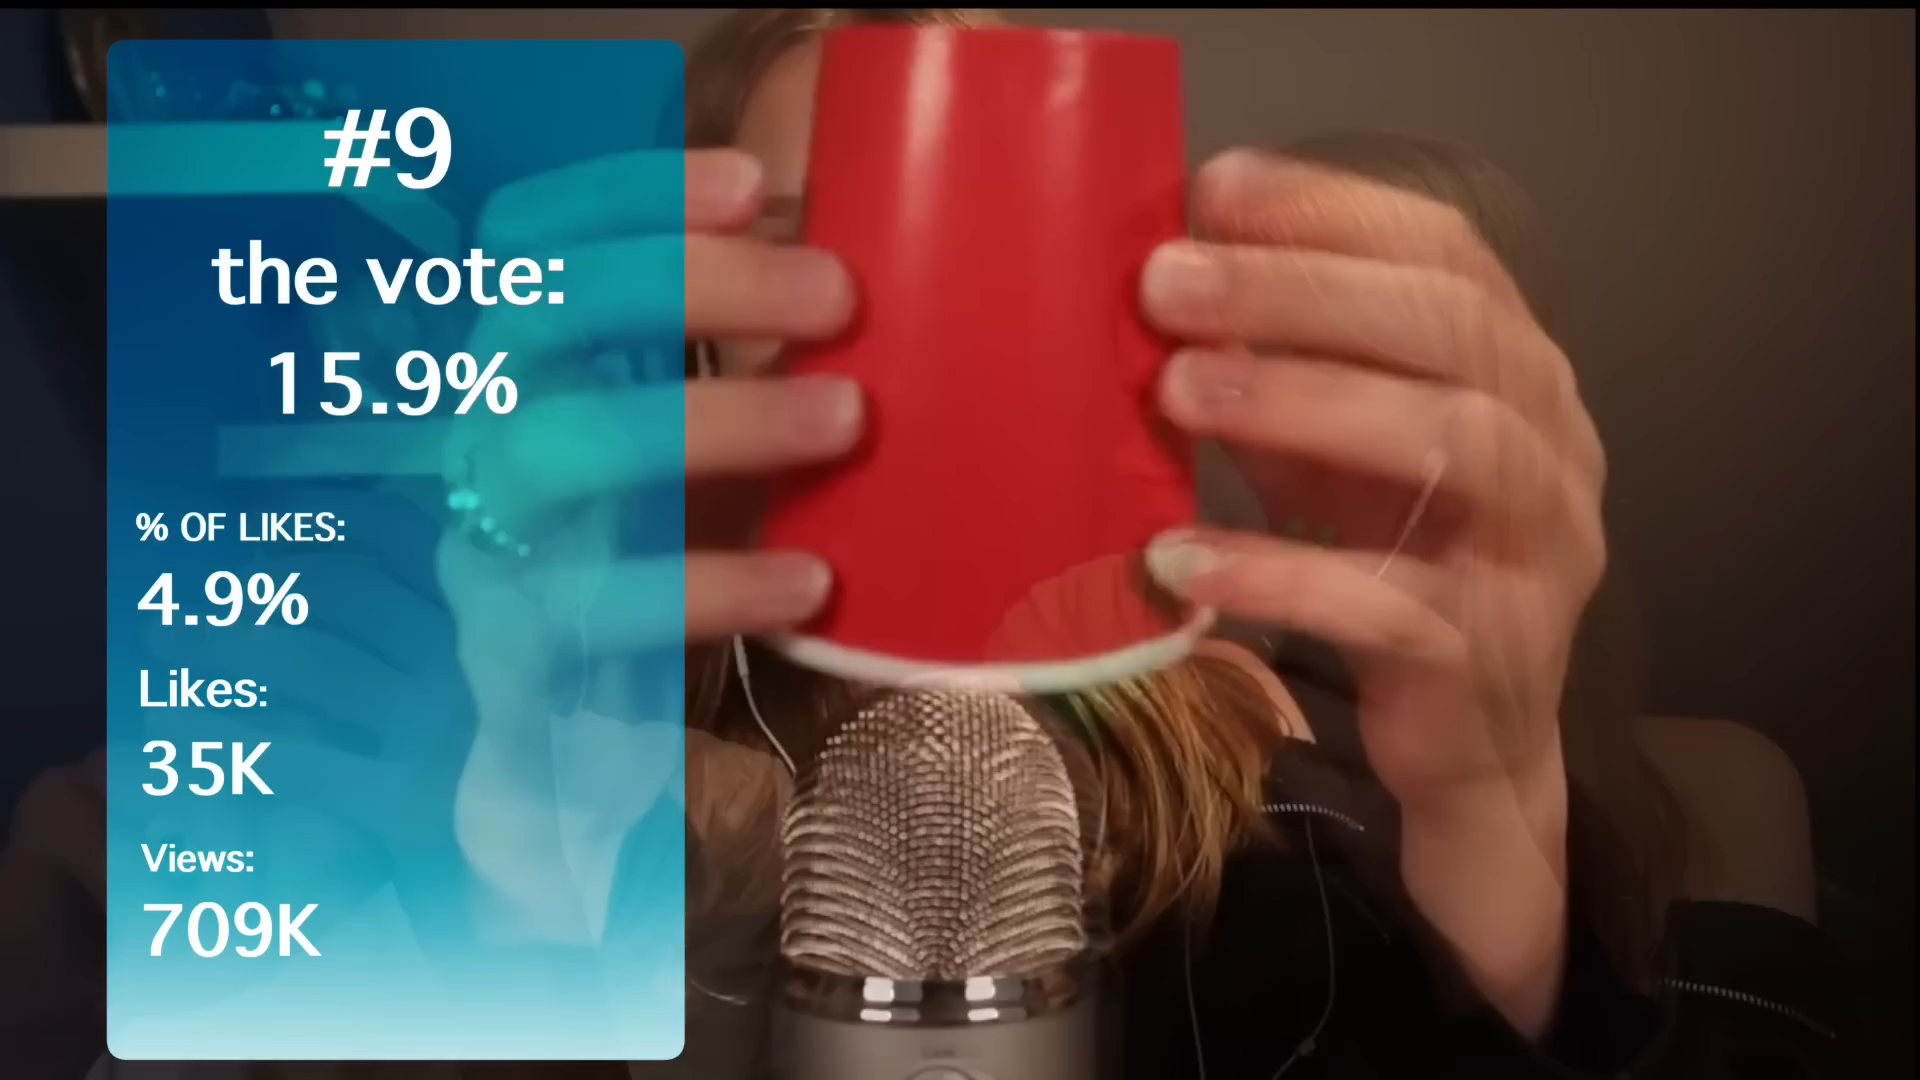 #9
the vote:
15.9%
% OF LIKES:
4.9%
Likes:
35K
Views:
709K